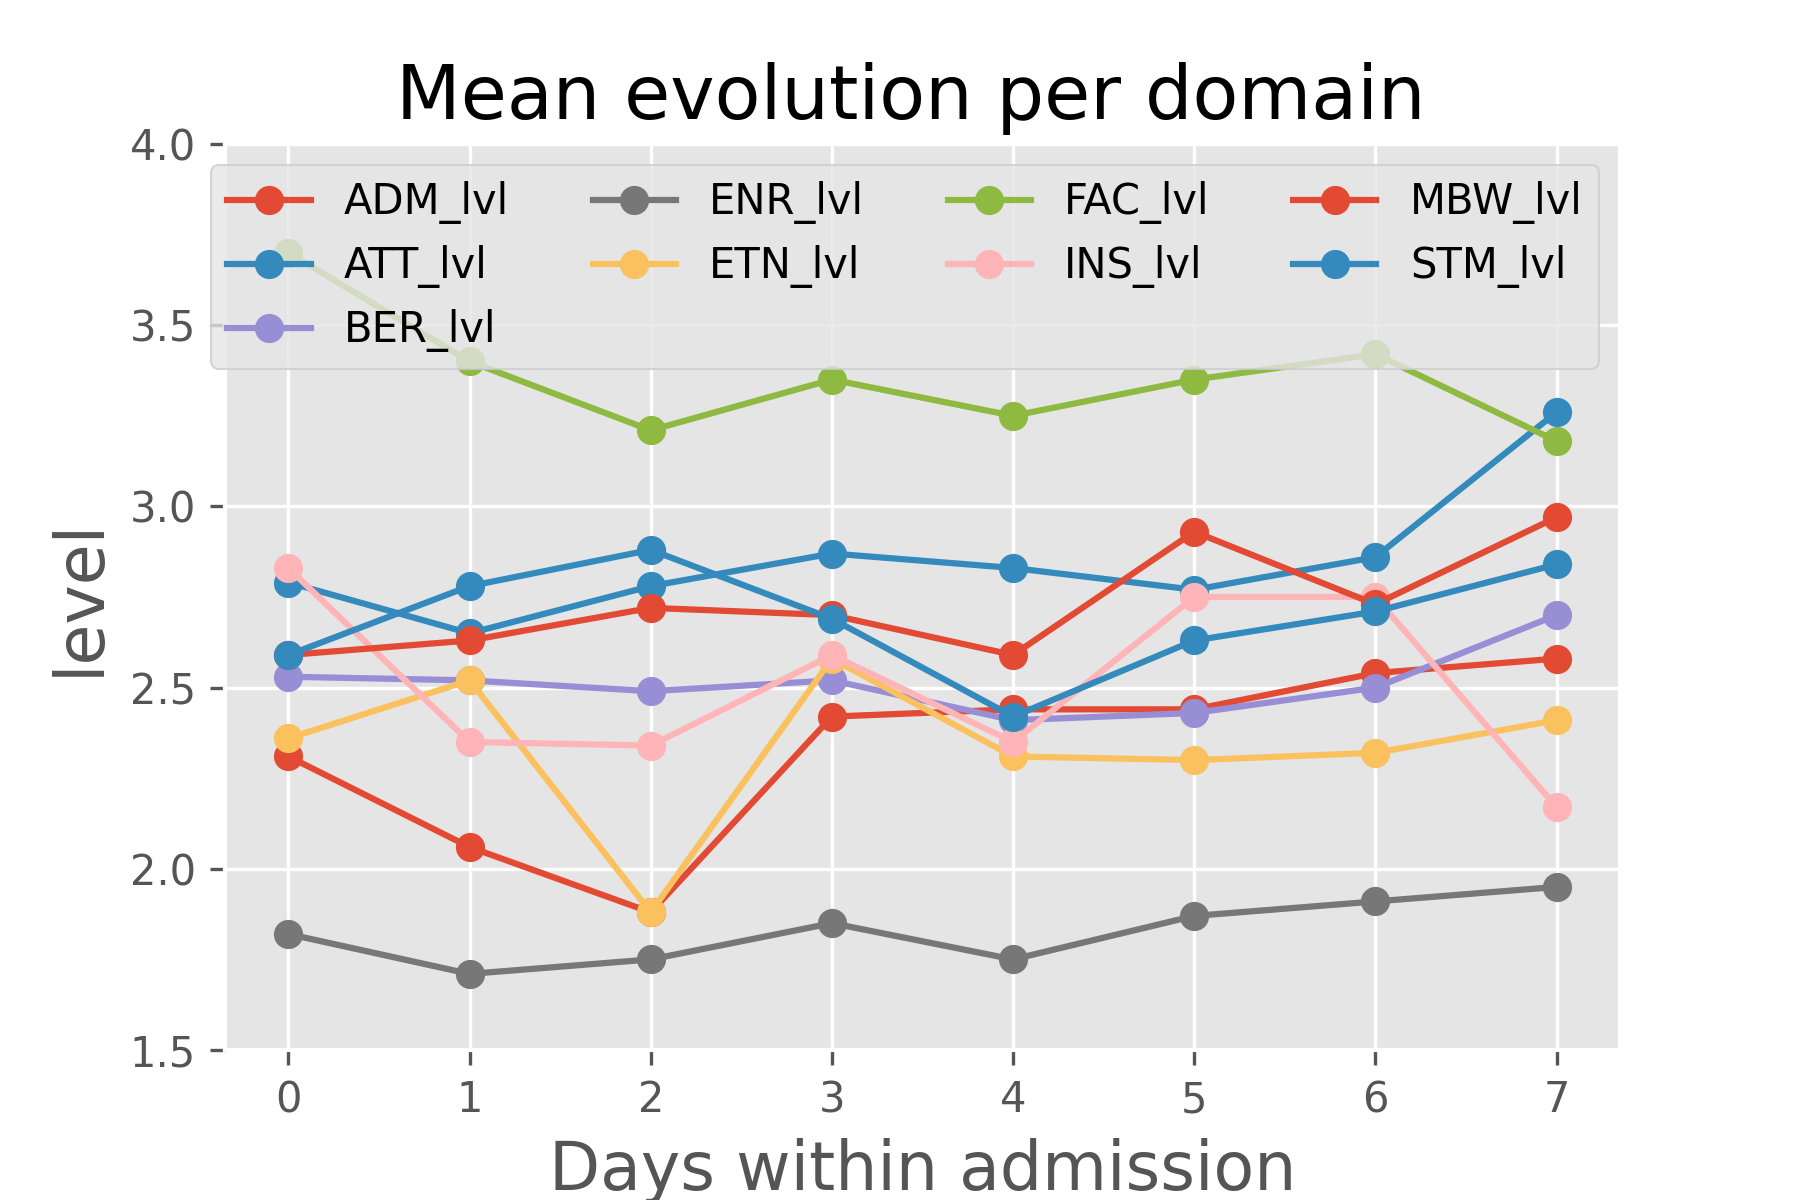 Mean evolution per domain
4.0
ADM_lvl ENR_lvl FAC_lvl MBW_lvl
ATT_lvl ETN_lvl INS_lvl STM_lvl
BER_lvl
3.5
3.0
2.5
2.0
1.5
level
0 1 2 3 4 5 6 7
Days within admission